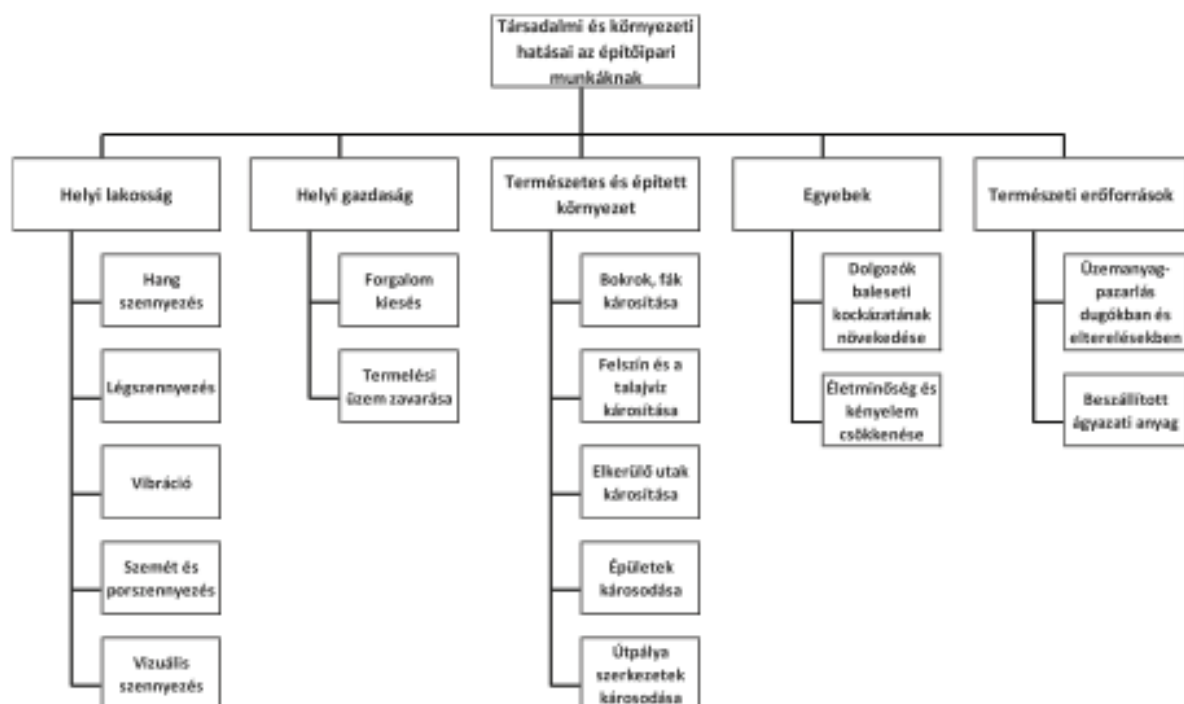 Társadalmi és környezeti
hatásai az építőipari
munkáknak
Helyi lakosság
Helyi gazdaság
Természetes és épített
környezet
Egyebek
Természeti erőforrások
Hang
szennyezés
Légszennyezés
Vibráció
Szemét és
porszennyezés
Vizuális
szennyezés
Forgalom
kiesés
Termelési
üzem zavarása
Bokrok, fák
károsítása
Felszín és a
talajvíz
károsítása
Elkerülő utak
károsítása
Épületek
károsodása
Útpálya
szerkezetek
károsodása
Dolgozók
baleseti
kockázatának
növekedése
Életminőség és
kényelem
csökkenése
Üzemanyag-
pazarlás
dugókban és
elterelésekben
Beszállított
ágyazati anyag